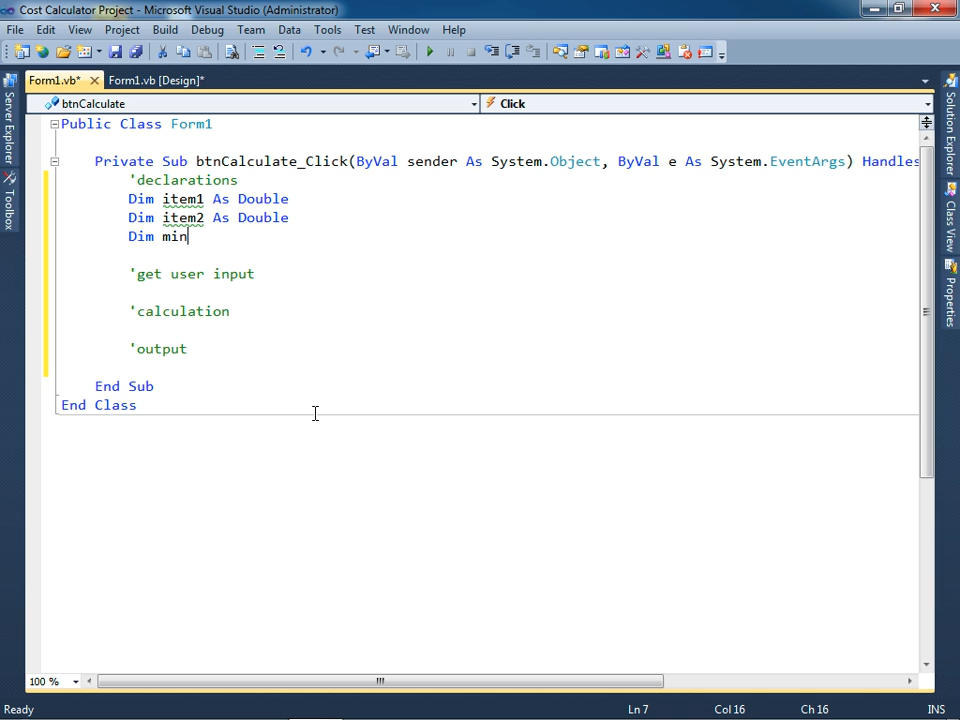 Cost Calculator Project - Microsoft Visual Studio (Administrator)
File Edit View Project Build Debug Team Data Tools Test Window Help
Form1.vb* Form1.vb [Design]*
btnCalculate Click
Public Class Form1
Private Sub btnCalculate_Click(ByVal sender As System.Object, ByVal e As System.EventArgs) Handles
'declarations
Dim item1 As Double
Dim item2 As Double
Dim min
'get user input
'calculation
'output
End Sub
End Class
Server Explorer
Toolbox
Solution Explorer
Class View
Properties
100 %
Ready Ln 7 Col 16 Ch 16 INS